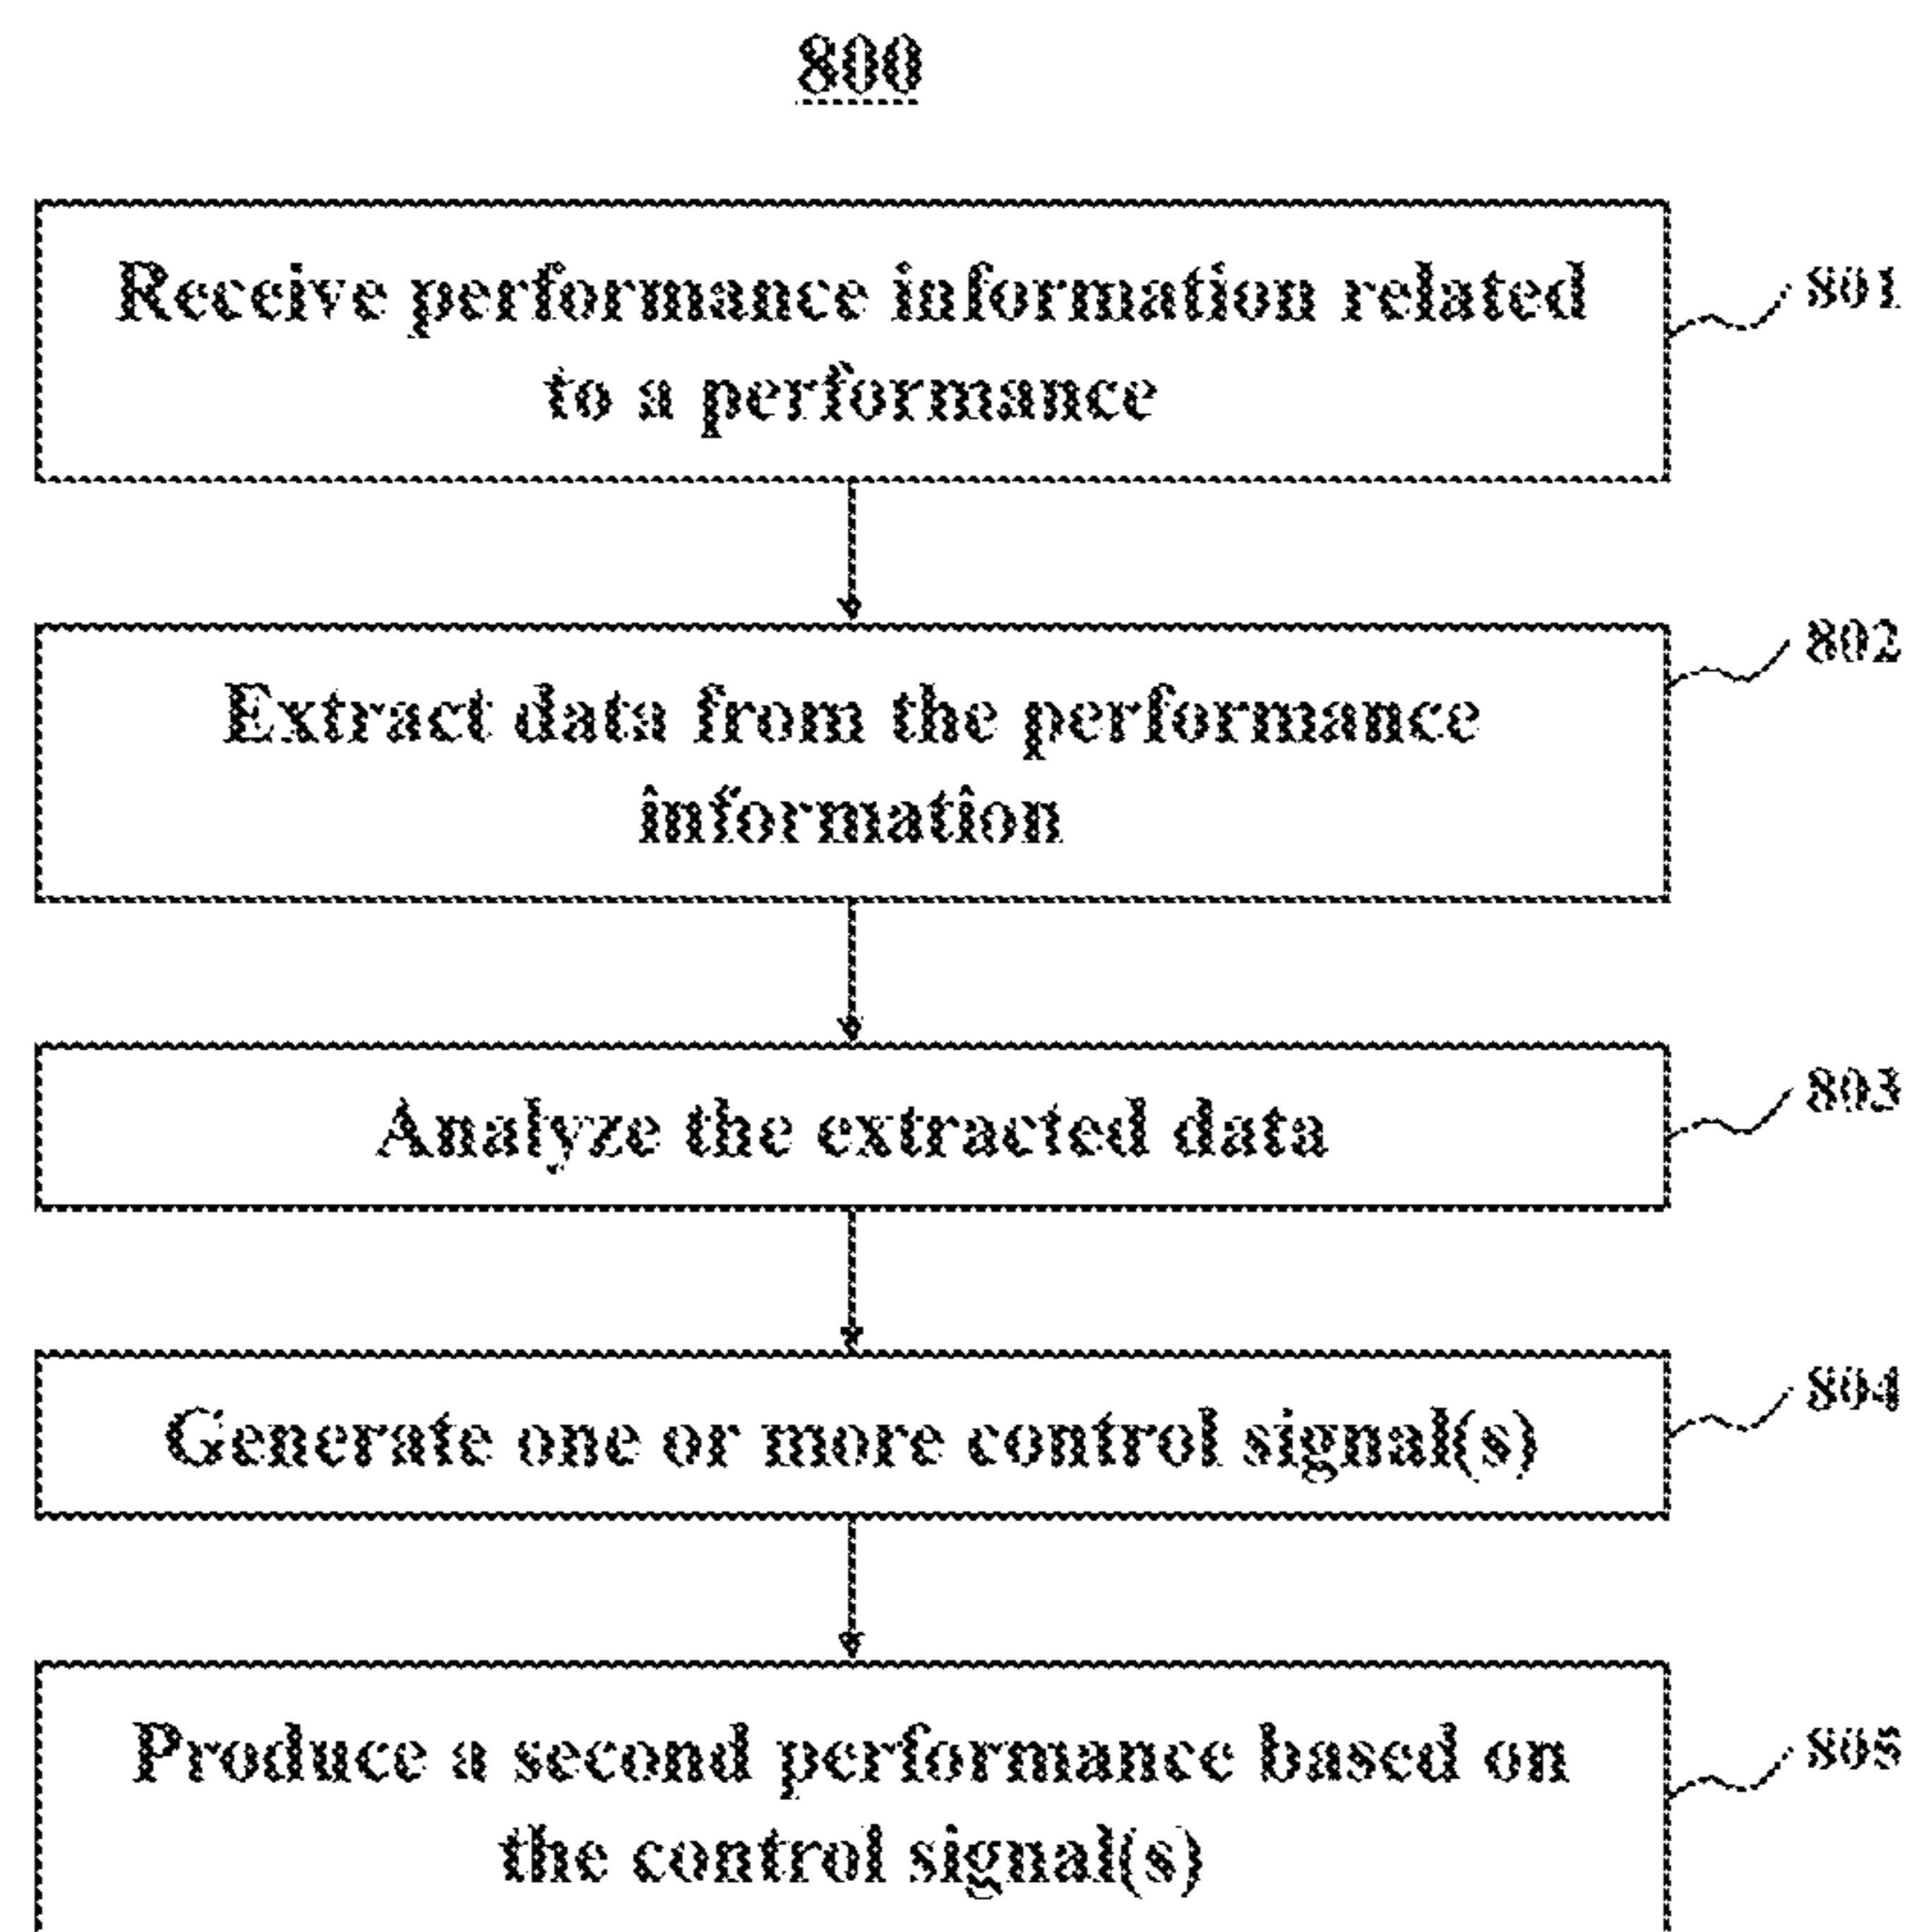 800
Receive performance information related
to a performance
801
Extract data from the performance
information
802
Analyze the extracted data
803
Generate one or more control signal(s)
804
Produce a second performance based on
the control signal(s)
805